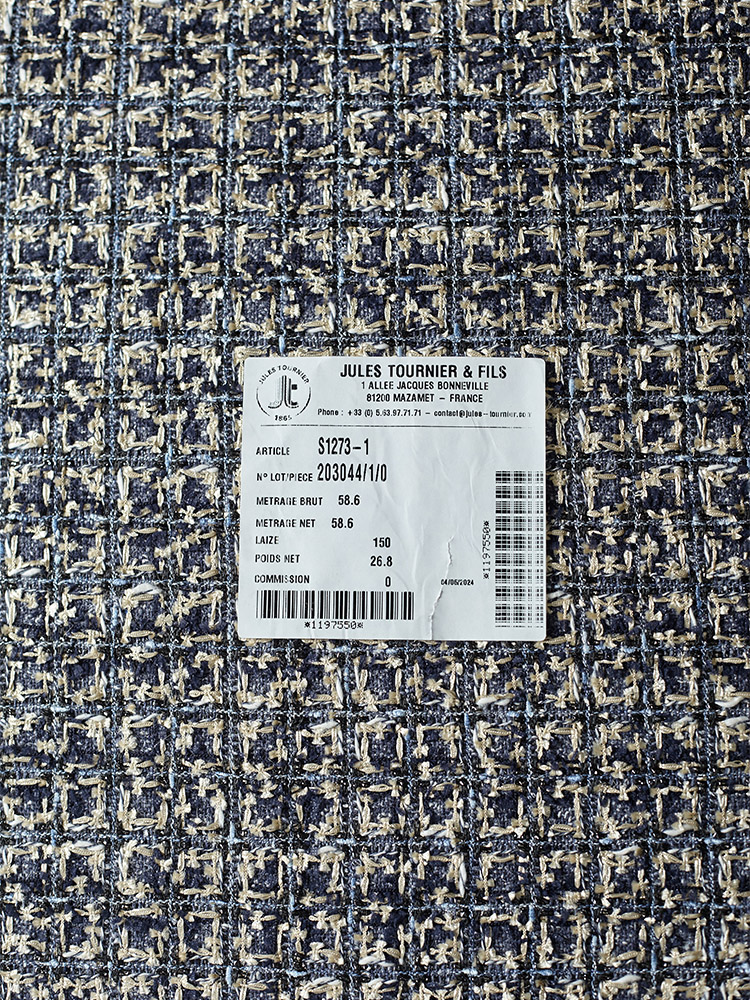 JULES TOURNIER
1865
JULES TOURNIER & FILS
1 ALLEE JACQUES BONNEVILLE
81200 MAZAMET – FRANCE
Phone : +33 (0) 5.63.97.71.71 – contact@jules-tournier.com
ARTICLE S1273-1
N° LOT/PIECE 203044/1/0
METRAGE BRUT 58.6
METRAGE NET 58.6
LAIZE 150
POIDS NET 26.8
COMMISSION 0
04/06/2024
*1197550*
*1197550*